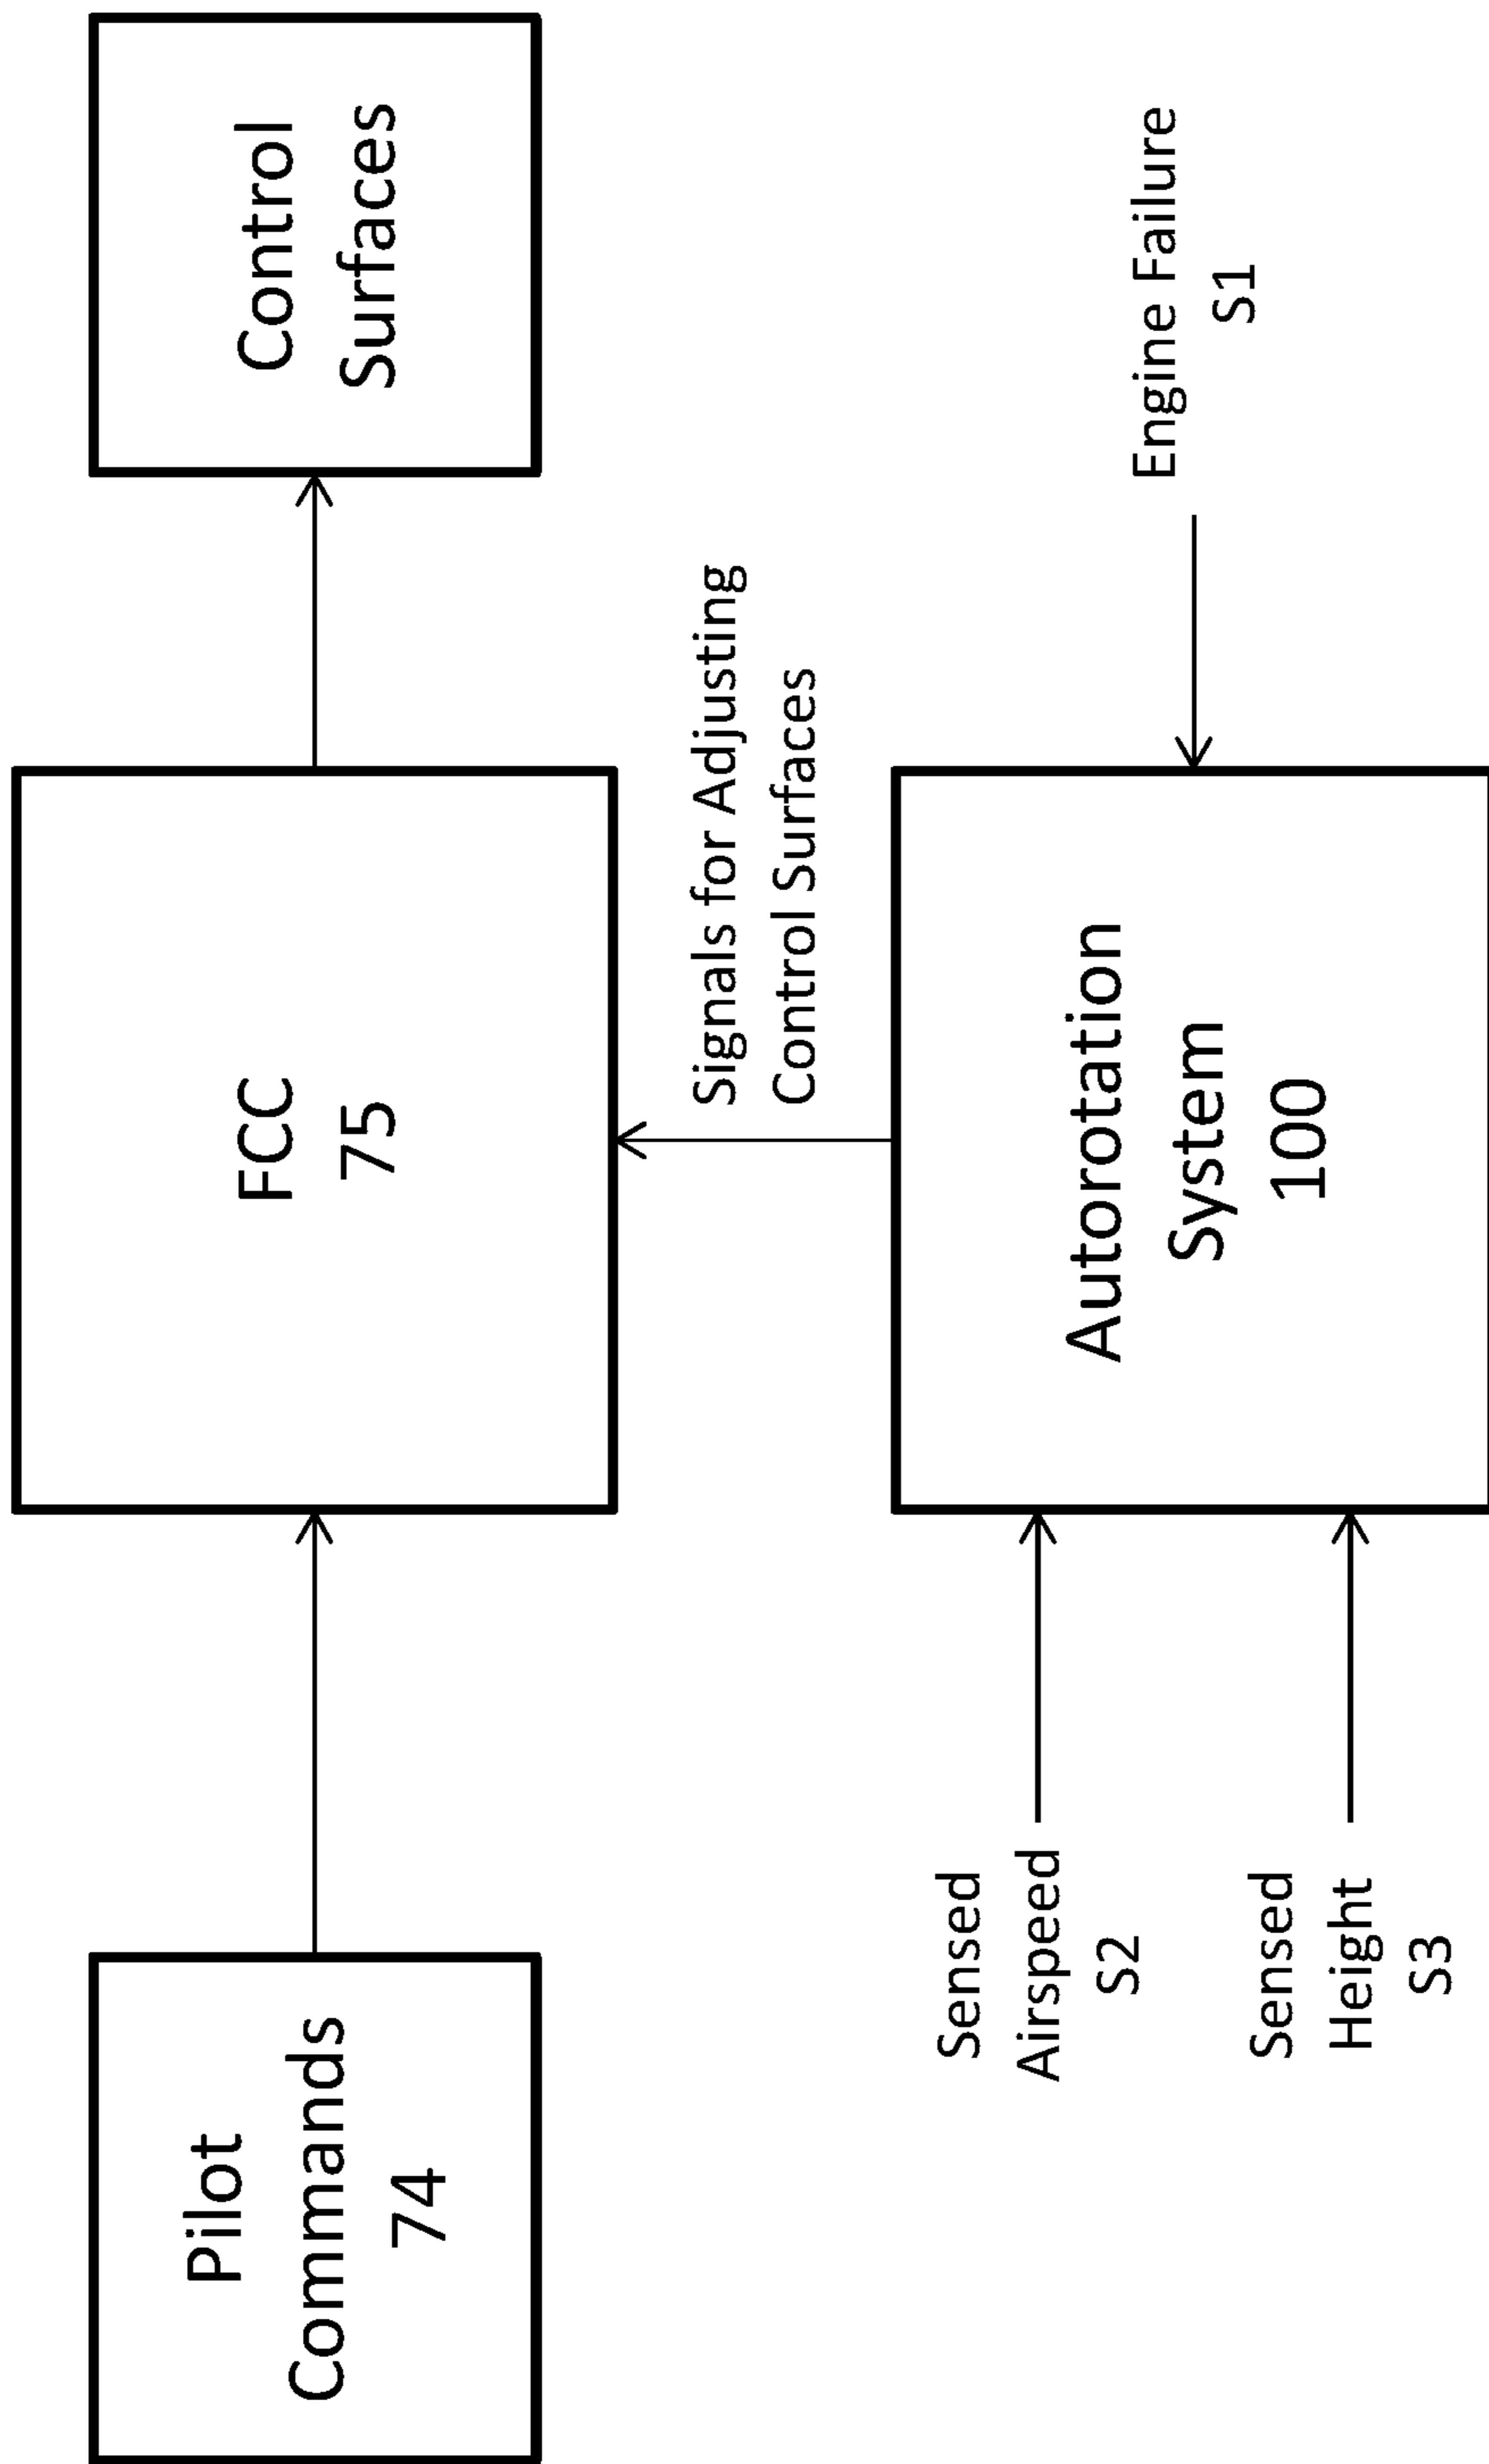 Pilot
Commands
74
FCC
75
Control
Surfaces
Signals for Adjusting
Control Surfaces
Sensed
Airspeed
S2
Sensed
Height
S3
Autorotation
System
100
Engine Failure
S1